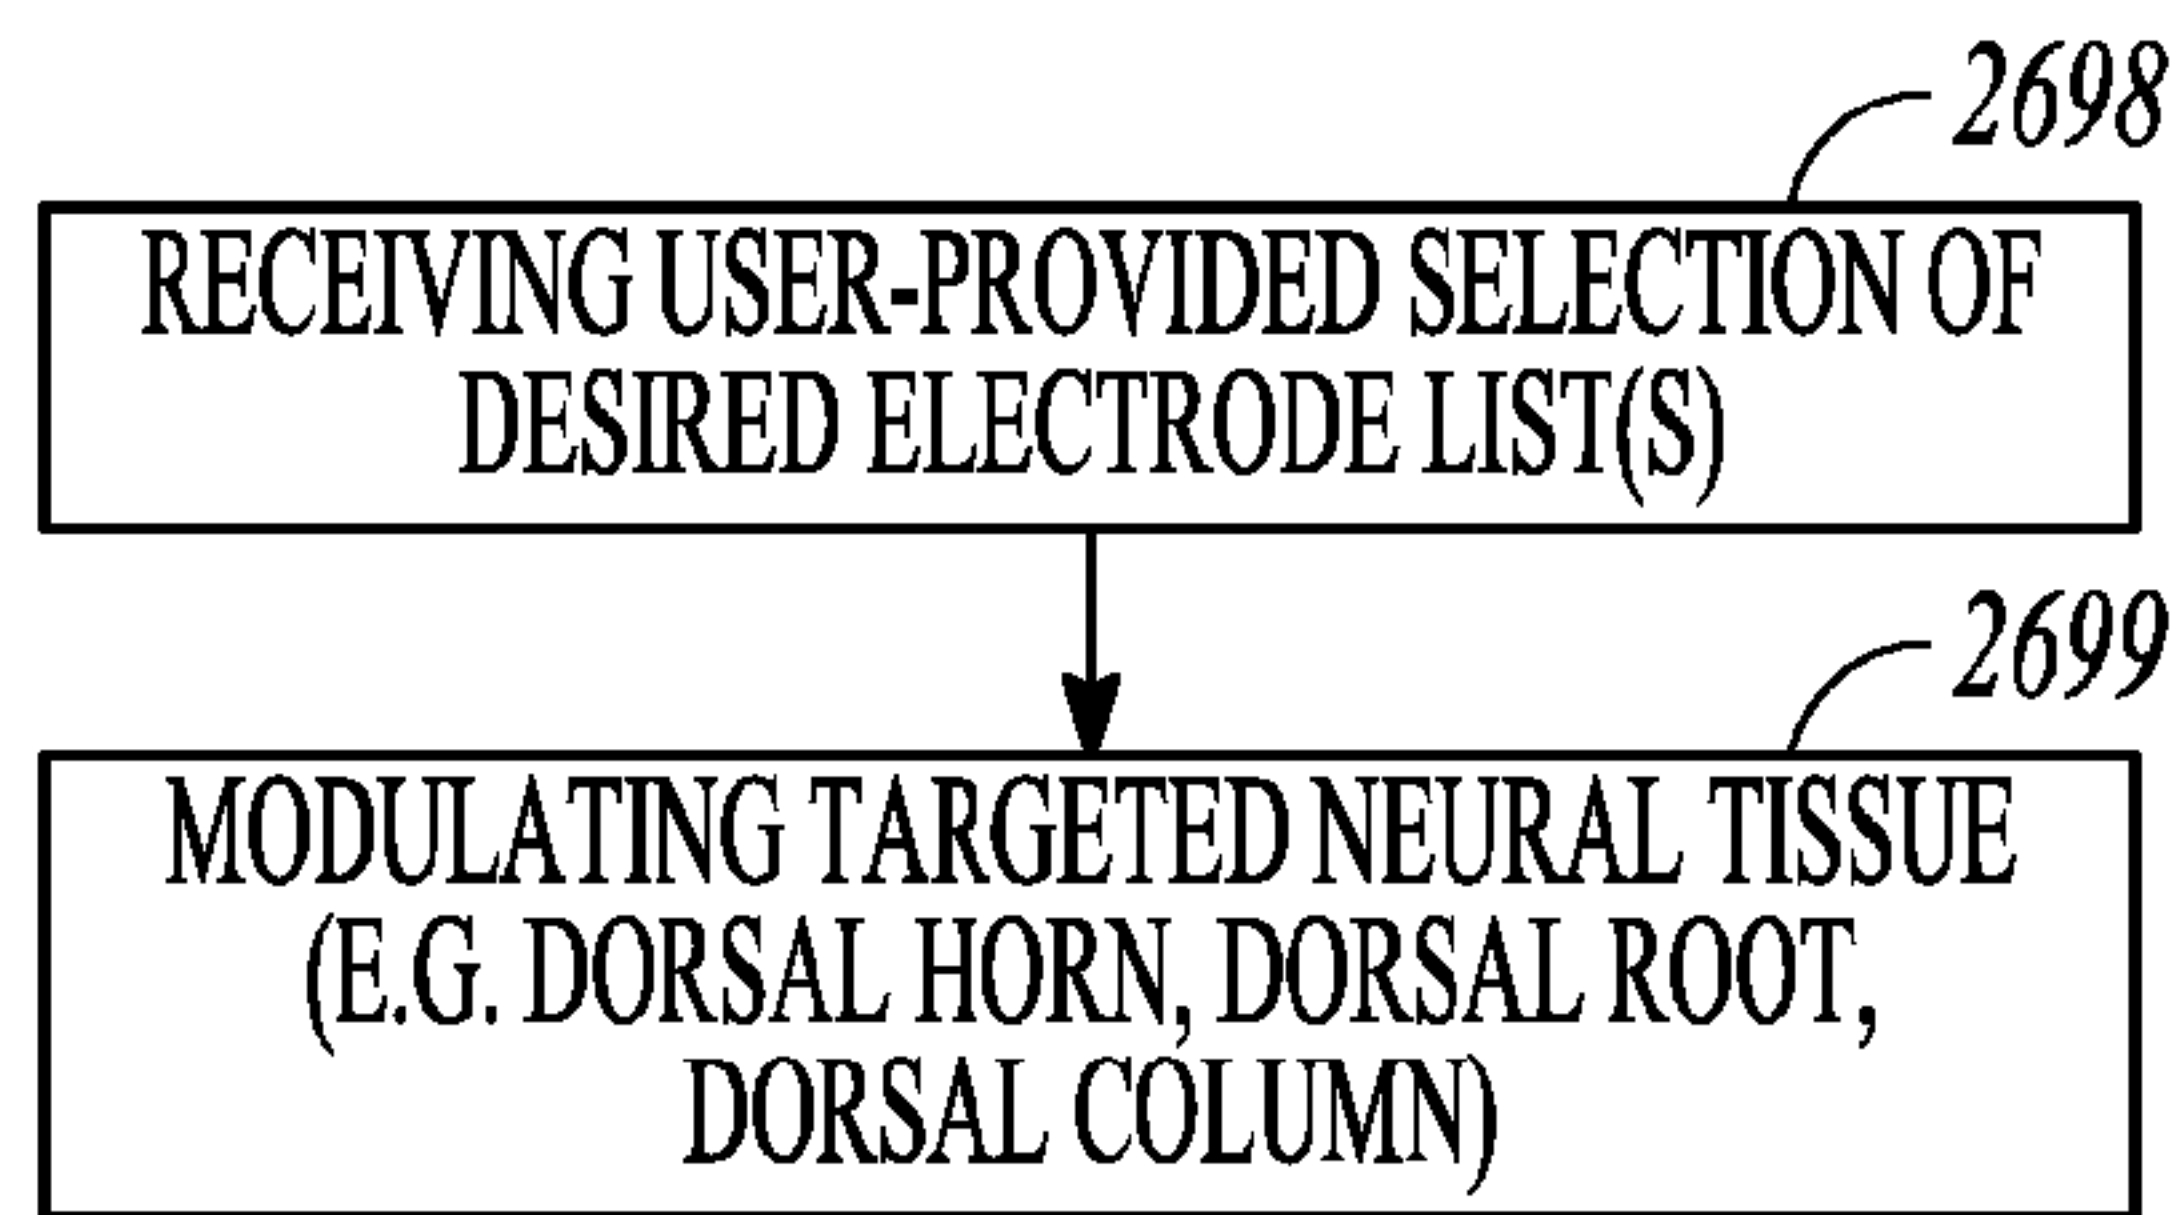 2698
RECEIVING USER-PROVIDED SELECTION OF
DESIRED ELECTRODE LIST(S)
2699
MODULATING TARGETED NEURAL TISSUE
(E.G. DORSAL HORN, DORSAL ROOT,
DORSAL COLUMN)